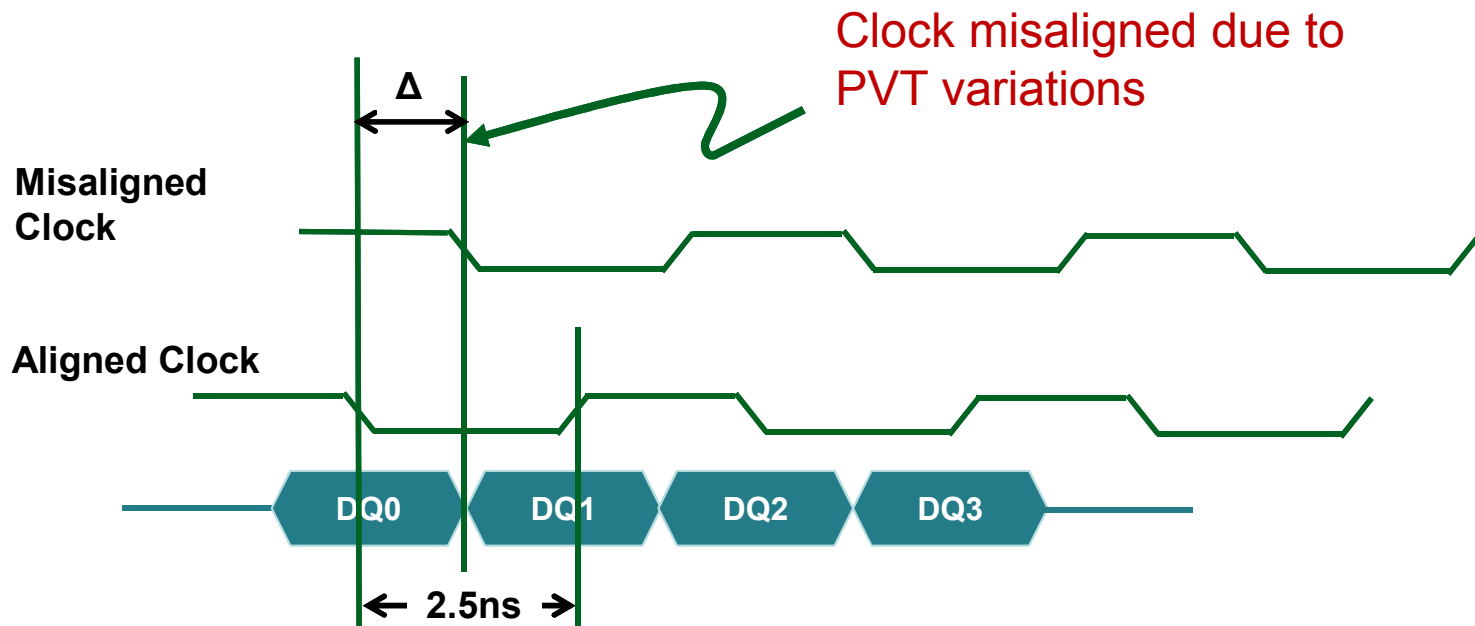 Clock misaligned due to
PVT variations
Δ
Misaligned
Clock
Aligned Clock
DQ0
DQ1
DQ2
DQ3
2.5ns